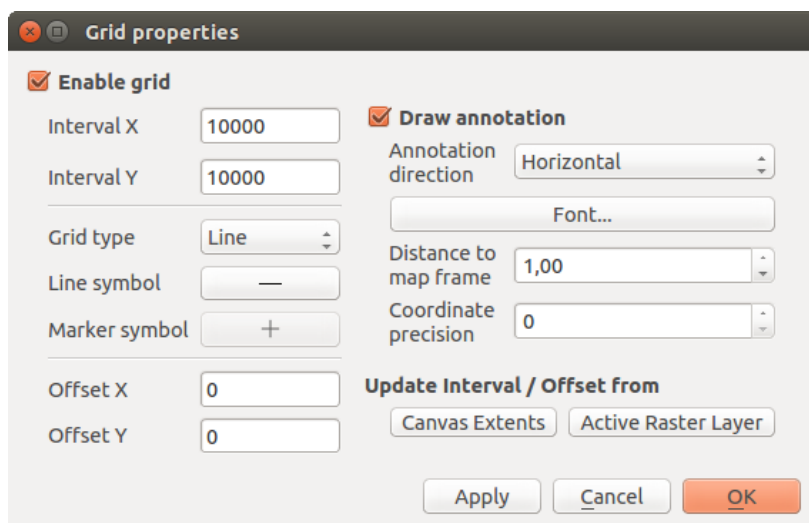 Grid properties
Enable grid
Interval X 10000
Interval Y 10000
Grid type Line
Line symbol
Marker symbol
Offset X 0
Offset Y 0
Draw annotation
Annotation
direction
Horizontal
Font...
Distance to
map frame
1,00
Coordinate
precision
0
Update Interval / Offset from
Canvas Extents Active Raster Layer
Apply Cancel OK